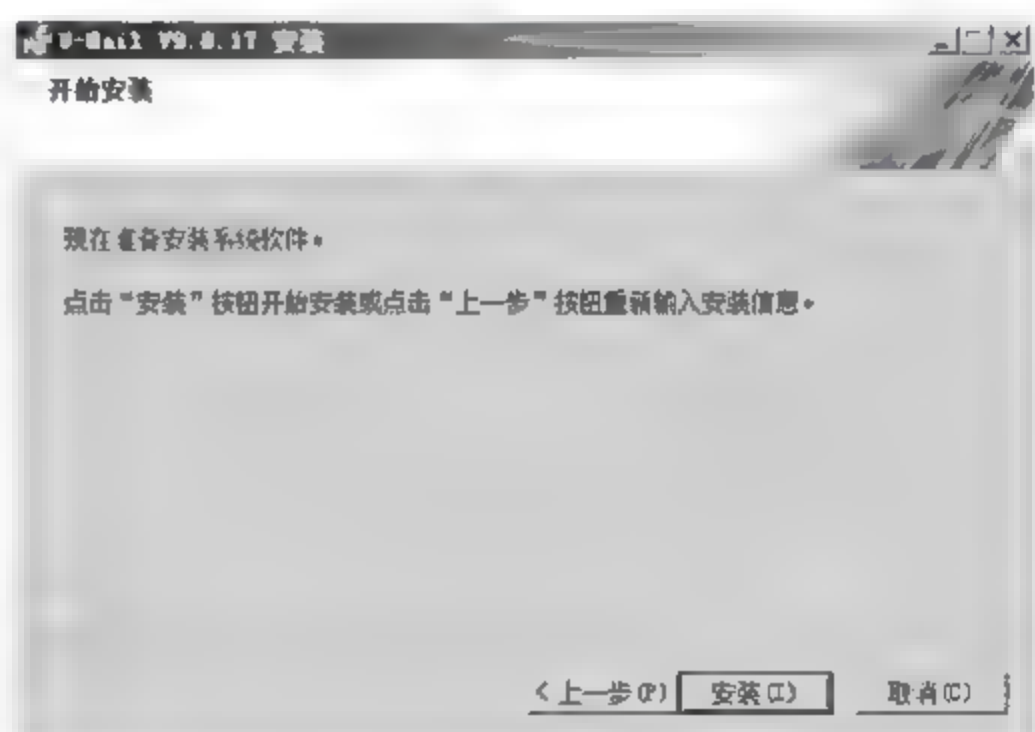 U-Mail V9.8.17 安装
开始安装
现在准备安装系统软件。
点击“安装”按钮开始安装或点击“上一步”按钮重新输入安装信息。
<上一步(P)
安装(I)
取消(C)